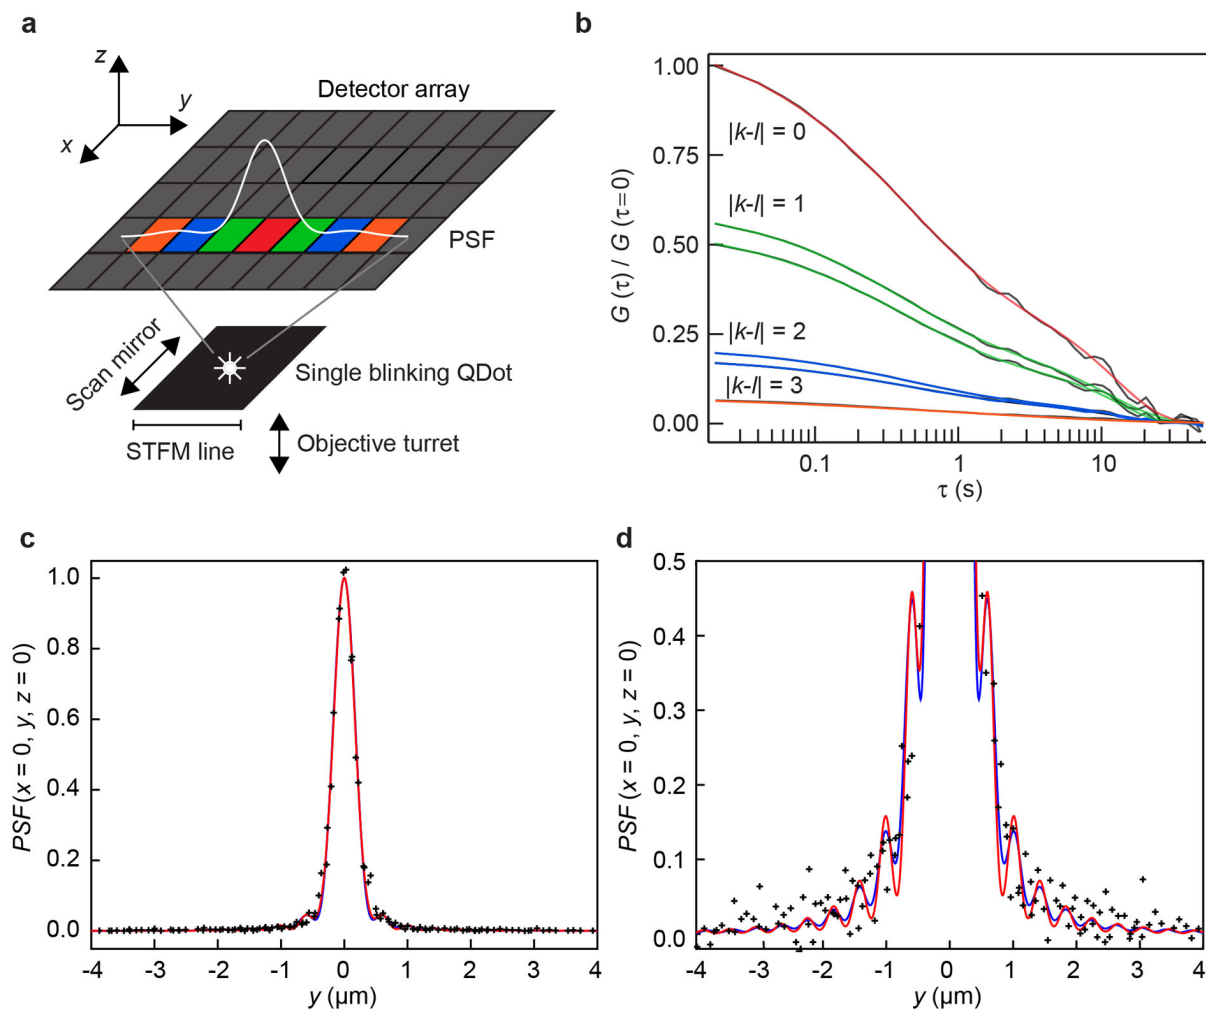 a
z
y
x
Detector array
PSF
Scan mirror
Single blinking QDot
STFM line
Objective turret
b
G (τ) / G (τ=0)
1.00
0.75
0.50
0.25
0.00
|k-l| = 0
|k-l| = 1
|k-l| = 2
|k-l| = 3
0.1 1 10
τ (s)
c
PSF(x = 0, y, z = 0)
1.0
0.8
0.6
0.4
0.2
0.0
-4 -3 -2 -1 0 1 2 3 4
y (μm)
d
PSF(x = 0, y, z = 0)
0.5
0.4
0.3
0.2
0.1
0.0
-4 -3 -2 -1 0 1 2 3 4
y (μm)